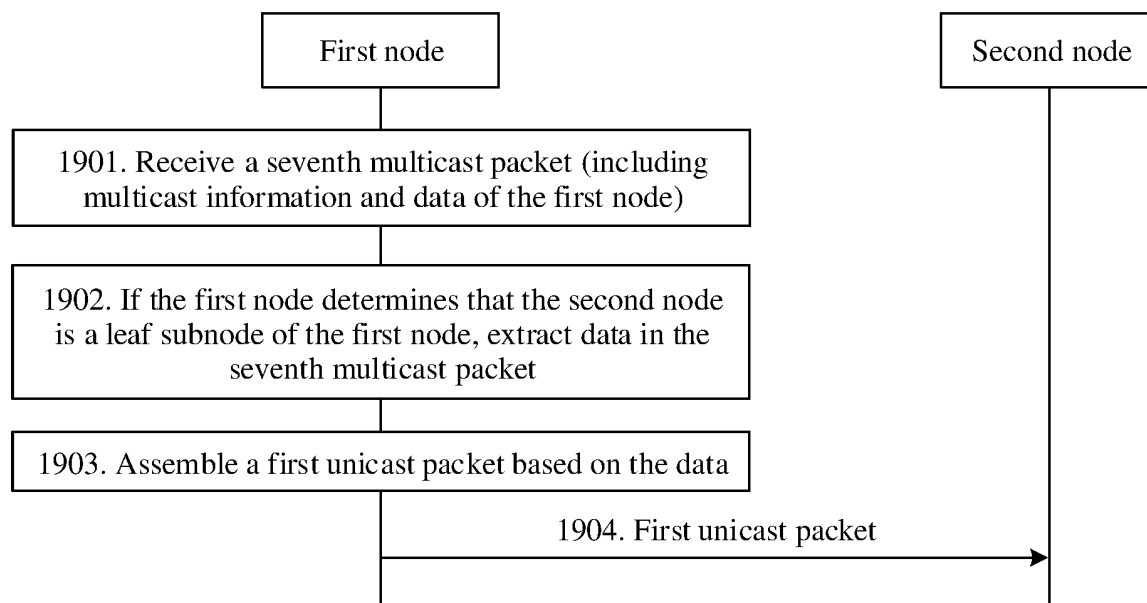 First node
Second node
1901. Receive a seventh multicast packet (including
multicast information and data of the first node)
1902. If the first node determines that the second node
is a leaf subnode of the first node, extract data in the
seventh multicast packet
1903. Assemble a first unicast packet based on the data
1904. First unicast packet